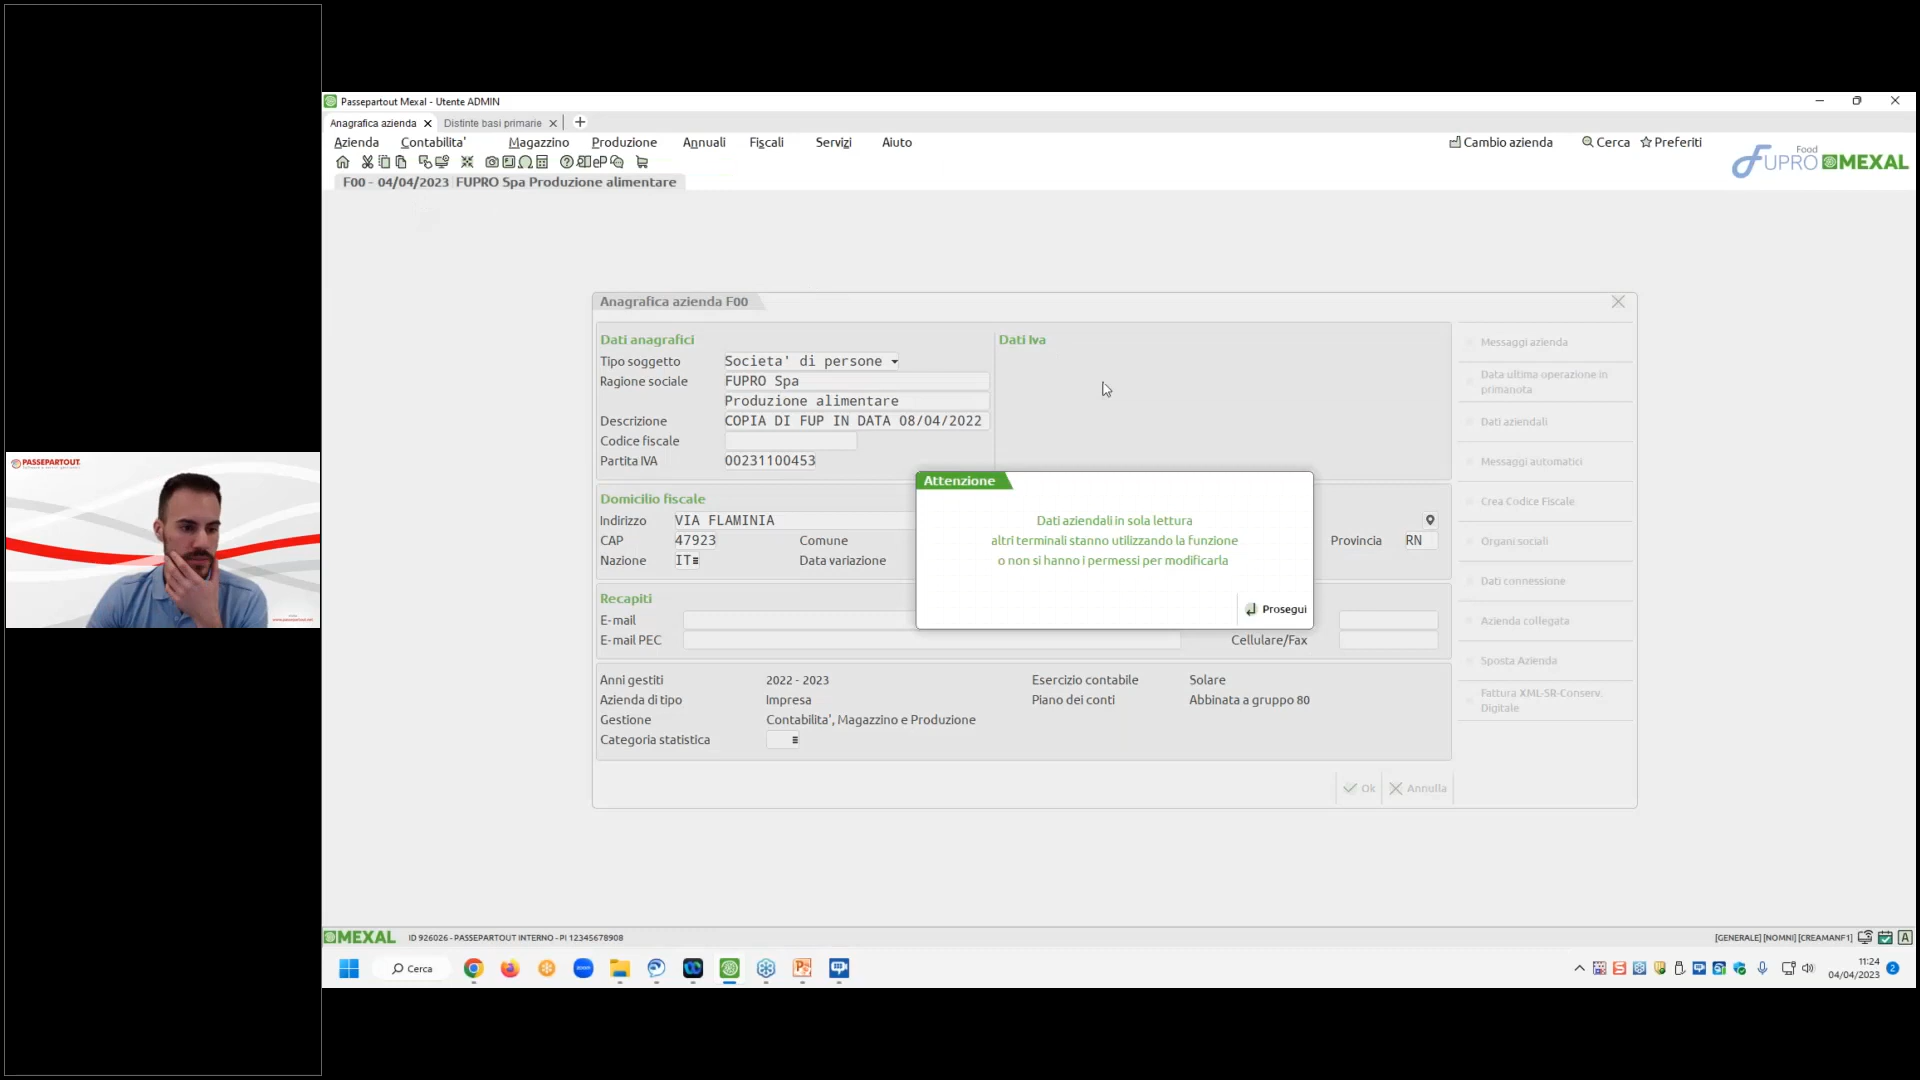 Passepartout Mexal - Utente ADMIN
Anagrafica azienda
Distinte basi primarie
Azienda Contabilita' Magazzino Produzione Annuali Fiscali Servizi Aiuto
Cambio azienda Cerca Preferiti
Food
FUPRO MEXAL
F00 - 04/04/2023 FUPRO Spa Produzione alimentare
Anagrafica azienda F00
Dati anagrafici
Dati Iva
Tipo soggetto Societa' di persone
Ragione sociale FUPRO Spa
Produzione alimentare
Descrizione COPIA DI FUP IN DATA 08/04/2022
Codice fiscale
Partita IVA 00231100453
Domicilio fiscale
Indirizzo VIA FLAMINIA
CAP 47923 Comune Provincia RN
Nazione IT Data variazione
Recapiti
E-mail
E-mail PEC Cellulare/Fax
Anni gestiti 2022 - 2023 Esercizio contabile Solare
Azienda di tipo Impresa Piano dei conti Abbinata a gruppo 80
Gestione Contabilita', Magazzino e Produzione
Categoria statistica
Ok Annulla
Attenzione
Dati aziendali in sola lettura
altri terminali stanno utilizzando la funzione
o non si hanno i permessi per modificarla
Prosegui
Messaggi azienda
Data ultima operazione in
primanota
Dati aziendali
Messaggi automatici
Crea Codice Fiscale
Organi sociali
Dati connessione
Azienda collegata
Sposta Azienda
Fattura XML-SR-Conserv.
Digitale
PASSEPARTOUT
MEXAL ID 926026 - PASSEPARTOUT INTERNO - PI 12345678908
[GENERALE] [NOMNI] [CREAMANF1]
A
Cerca
11:24
04/04/2023
2